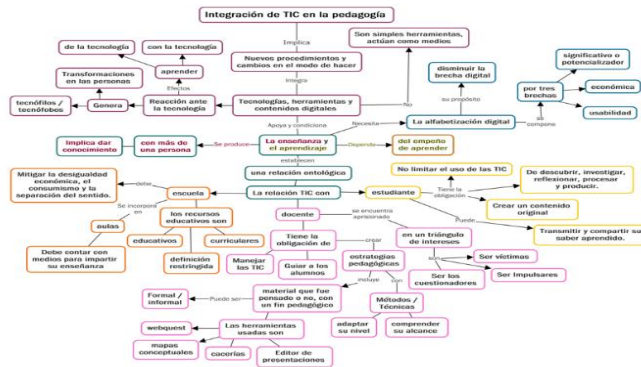 Integración de TIC en la pedagogía
Implica
de la tecnología
con la tecnología
Nuevos procedimientos y
cambios en el modo de hacer
Son simples herramientas,
actúan como medios
significativo o
potencializador
Transformaciones
en las personas
aprender
disminuir la
brecha digital
por tres
brechas
económica
Integra
Efectos
su propósito
tecnófilos /
tecnófobos
Genera
Reacción ante
la tecnología
Tecnologías, herramientas y
contenidos digitales
No
unabilidad
se
compone
Apoya y condiciona
Necesita
La alfabetización digital
Implica dar
conocimiento
con más de
una persona
Se produce
La enseñanza y
el aprendizaje
Depende
del empeño
de aprender
establecen
una relación ontológico
No limitar el uso de las TIC
Mitigar la desigualdad
económica, el
consumismo y la
separación del sentido.
debe
escuela
La relación TIC con
estudiante
Tiene la
obligación
De descubrir, investigar,
reflexionar, procesar
y producir.
Crear un contenido
original
Se incorpora
en
aulas
los recursos
educativos son
docente
se encuentra
aprisionado
Puede
Transmitir y compartir su
saber aprendido.
Debe contar con
medios para impartir
su enseñanza
educativos
curriculares
definición
restringida
Tiene la
obligación de
crear
en un triángulo
de intereses
son
Ser víctimas
Manejar las TIC
Guiar a los
alumnos
estrategias
pedagógicas
Ser los
cuestionadores
Ser Impulsares
incluye
son
Formal /
informal
Puede ser
material que fue
pensado o no, con
un fin pedagógico
Métodos /
Técnicas
webquest
Las herramientas
usadas son
adaptar
su nivel
comprender
su alcance
mapas
conceptuales
cacerías
Editor de
presentaciones